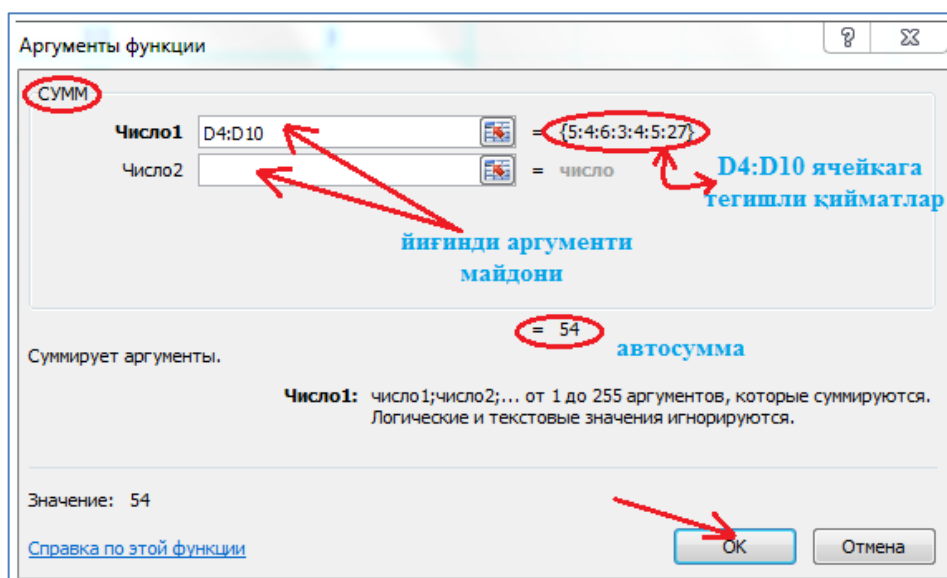 Аргументы функции
СУММ
Число1 D4:D10 = {5:4:6:3:4:5:27}
Число2 = число
D4:D10 ячейкага
тегишли қийматлар
йиғинди аргументи
майдони
= 54
автосумма
Суммирует аргументы.
Число1: число1;число2;... от 1 до 255 аргументов, которые суммируются.
Логические и текстовые значения игнорируются.
Значение: 54
Справка по этой функции
ОК Отмена